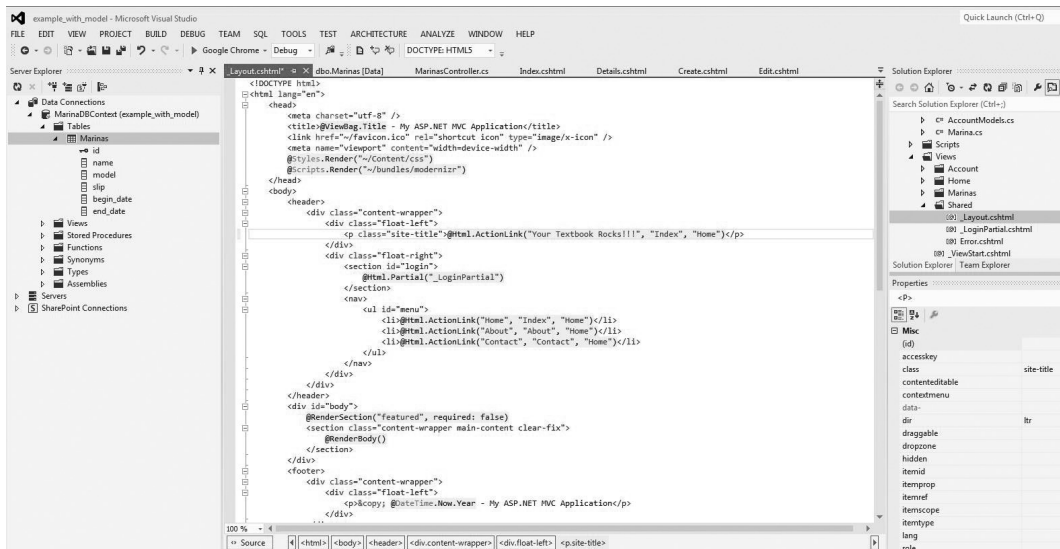 example_with_model - Microsoft Visual Studio
Quick Launch (Ctrl+Q)
FILE EDIT VIEW PROJECT BUILD DEBUG TEAM SQL TOOLS TEST ARCHITECTURE ANALYZE WINDOW HELP
Google Chrome - Debug DOCTYPE: HTML5
Server Explorer
Data Connections
MarinaDBContext (example_with_model)
Tables
Marinas
id
name
model
slip
begin_date
end_date
Views
Stored Procedures
Functions
Synonyms
Types
Assemblies
Servers
SharePoint Connections
_Layout.cshtml* dbo.Marinas [Data] MarinasController.cs Index.cshtml Details.cshtml Create.cshtml Edit.cshtml
<!DOCTYPE html>
<html lang="en">
<head>
<meta charset="utf-8" />
<title>@ViewBag.Title - My ASP.NET MVC Application</title>
<link href="~/favicon.ico" rel="shortcut icon" type="image/x-icon" />
<meta name="viewport" content="width=device-width" />
@Styles.Render("~/Content/css")
@Scripts.Render("~/bundles/modernizr")
</head>
<body>
<header>
<div class="content-wrapper">
<div class="float-left">
<p class="site-title">@Html.ActionLink("Your Textbook Rocks!!!", "Index", "Home")</p>
</div>
<div class="float-right">
<section id="login">
@Html.Partial("_LoginPartial")
</section>
<nav>
<ul id="menu">
<li>@Html.ActionLink("Home", "Index", "Home")</li>
<li>@Html.ActionLink("About", "About", "Home")</li>
<li>@Html.ActionLink("Contact", "Contact", "Home")</li>
</ul>
</nav>
</div>
</div>
</header>
<div id="body">
@RenderSection("featured", required: false)
<section class="content-wrapper main-content clear-fix">
@RenderBody()
</section>
</div>
<footer>
<div class="content-wrapper">
<div class="float-left">
<p>&copy; @DateTime.Now.Year - My ASP.NET MVC Application</p>
</div>
100 %
Source <html> <body> <header> <div.content-wrapper> <div.float-left> <p.site-title>
Solution Explorer
Search Solution Explorer (Ctrl+;)
C# AccountModels.cs
C# Marina.cs
Scripts
Views
Account
Home
Marinas
Shared
_Layout.cshtml
_LoginPartial.cshtml
Error.cshtml
_ViewStart.cshtml
Solution Explorer Team Explorer
Properties
<P>
Misc
(id)
accesskey
class site-title
contenteditable
contextmenu
data-
dir ltr
draggable
dropzone
hidden
itemid
itemprop
itemref
itemscope
itemtype
lang
role